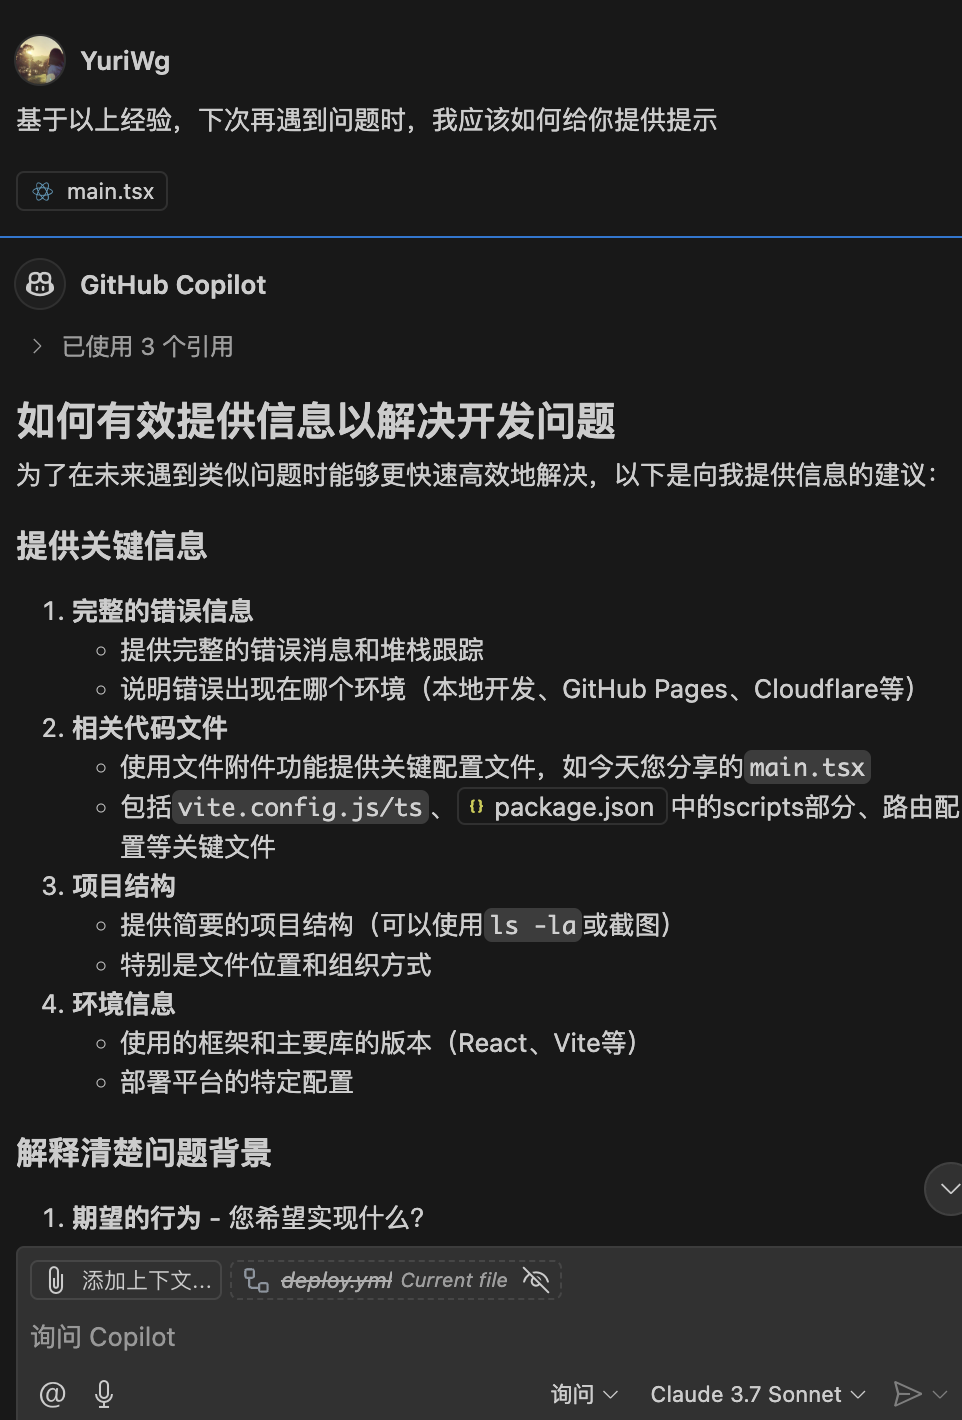 YuriWg
基于以上经验，下次再遇到问题时，我应该如何给你提供提示
main.tsx
GitHub Copilot
已使用 3 个引用
如何有效提供信息以解决开发问题
为了在未来遇到类似问题时能够更快速高效地解决，以下是向我提供信息的建议：
提供关键信息
1. 完整的错误信息
提供完整的错误消息和堆栈跟踪
说明错误出现在哪个环境（本地开发、GitHub Pages、Cloudflare等）
2. 相关代码文件
使用文件附件功能提供关键配置文件，如今天您分享的main.tsx
包括vite.config.js/ts、{} package.json 中的scripts部分、路由配
置等关键文件
3. 项目结构
提供简要的项目结构（可以使用ls -la或截图）
特别是文件位置和组织方式
4. 环境信息
使用的框架和主要库的版本（React、Vite等）
部署平台的特定配置
解释清楚问题背景
1. 期望的行为 - 您希望实现什么？
添加上下文... deploy.yml Current file
询问 Copilot
@ 询问 Claude 3.7 Sonnet